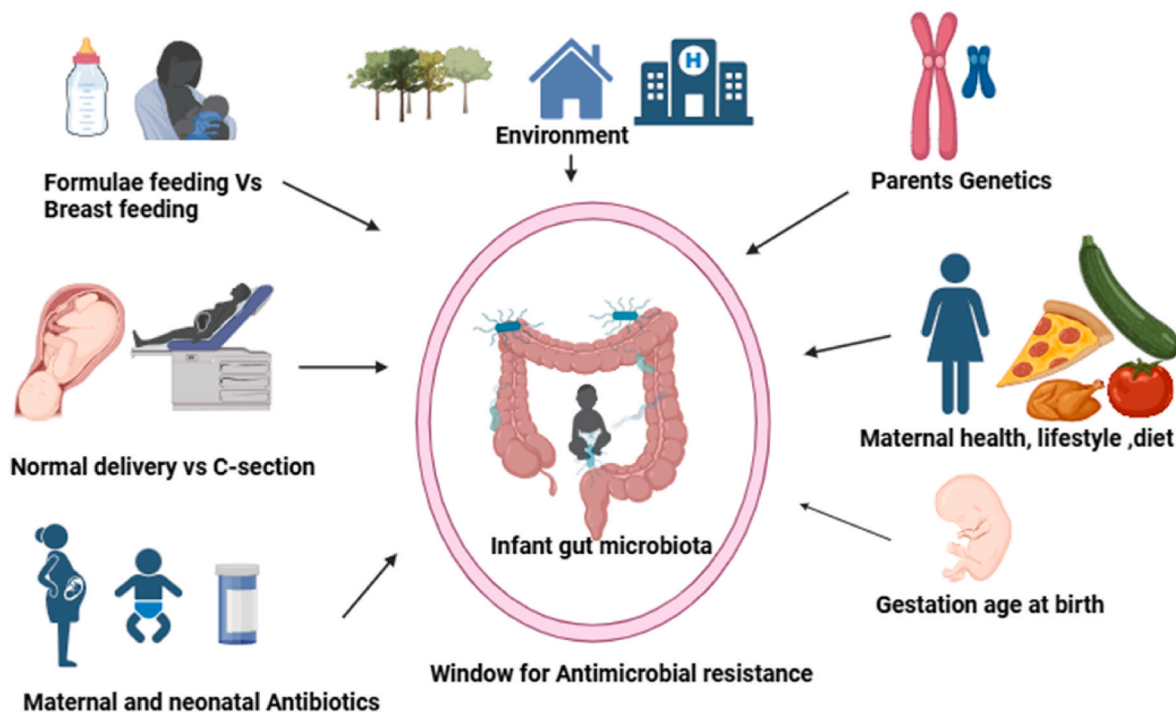 H
Environment
Formulae feeding Vs
Breast feeding
Parents Genetics
Normal delivery vs C-section
Maternal health, lifestyle ,diet
Infant gut microbiota
Gestation age at birth
Window for Antimicrobial resistance
Maternal and neonatal Antibiotics